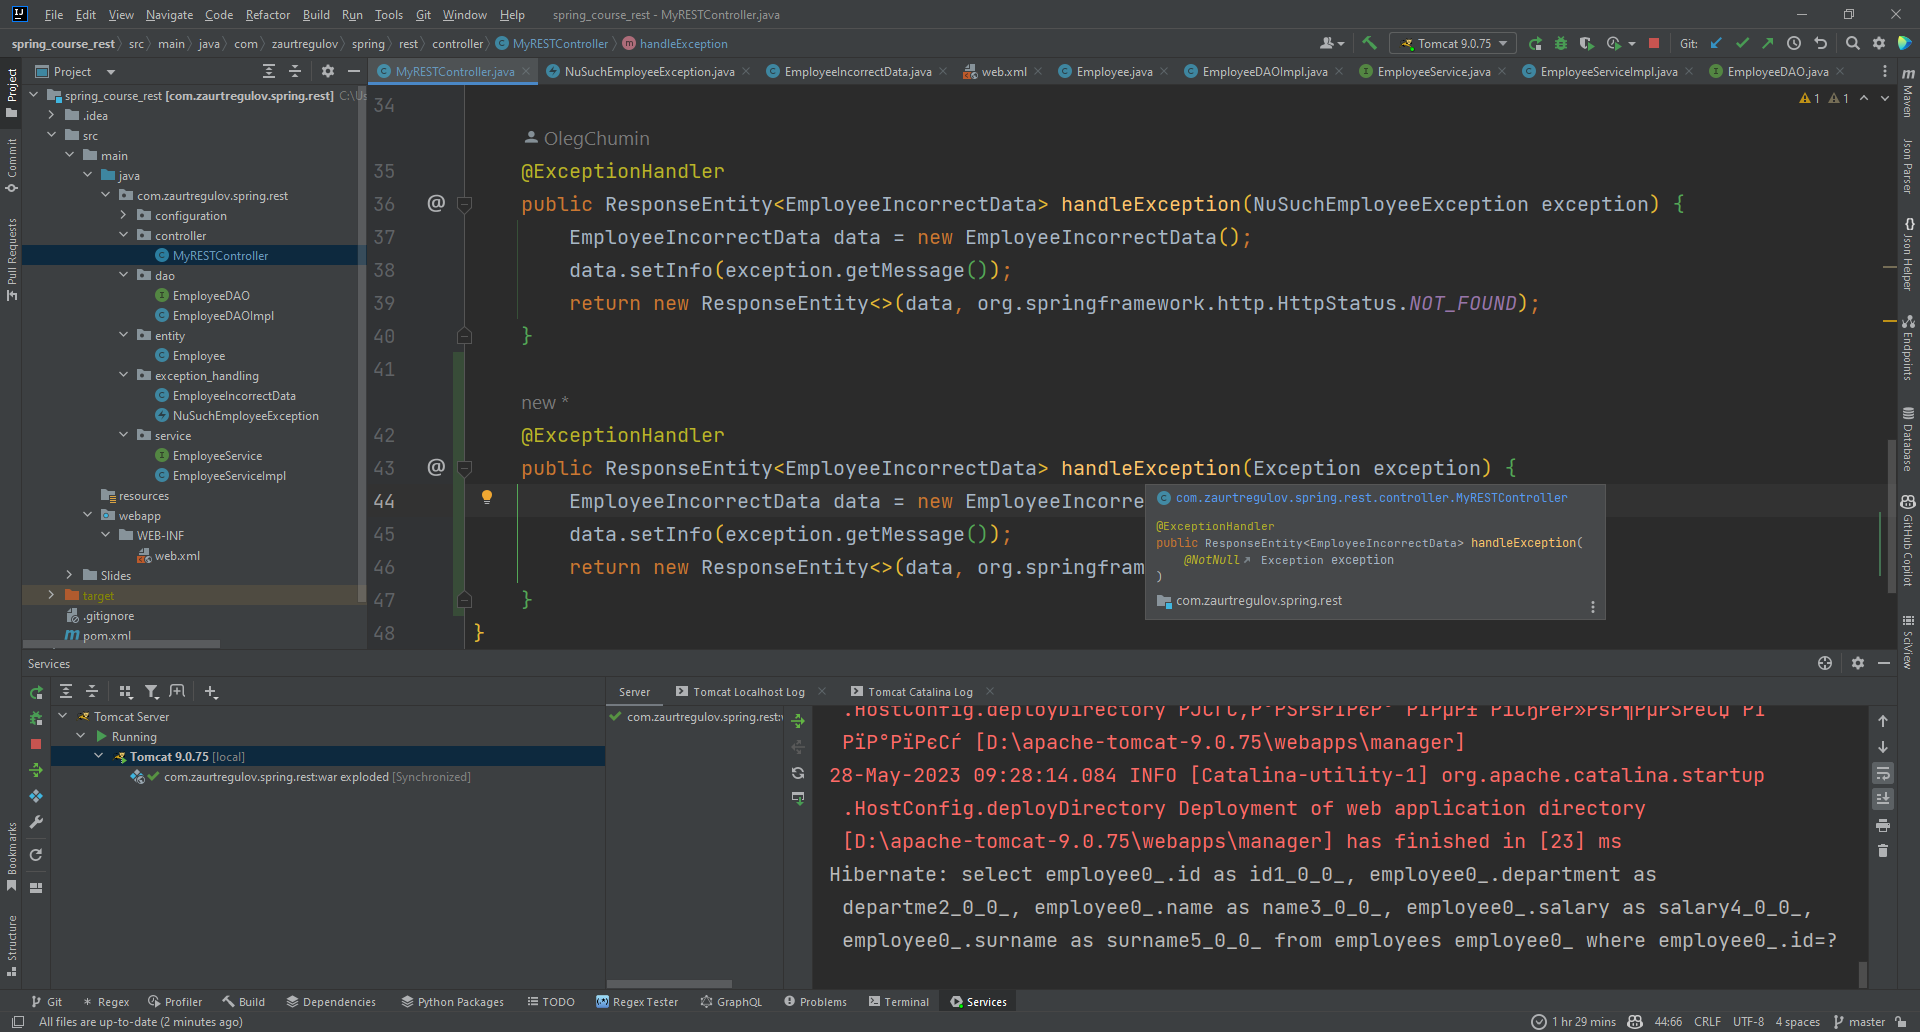 File Edit View Navigate Code Refactor Build Run Tools Git Window Help spring_course_rest - MyRESTController.java
spring_course_rest src main java com zaurtregulov spring rest controller MyRESTController handleException Tomcat 9.0.75 Git:
Project MyRESTController.java NuSuchEmployeeException.java EmployeeIncorrectData.java web.xml Employee.java EmployeeDAOImpl.java EmployeeService.java EmployeeServiceImpl.java EmployeeDAO.java
Project
Commit
Pull Requests
spring_course_rest [com.zaurtregulov.spring.rest] C:\Us
.idea
src
main
java
com.zaurtregulov.spring.rest
configuration
controller
MyRESTController
dao
EmployeeDAO
EmployeeDAOImpl
entity
Employee
exception_handling
EmployeeIncorrectData
NuSuchEmployeeException
service
EmployeeService
EmployeeServiceImpl
resources
webapp
WEB-INF
web.xml
Slides
target
.gitignore
pom.xml
1 1
34
OlegChumin
35 @ExceptionHandler
36 @ public ResponseEntity<EmployeeIncorrectData> handleException(NuSuchEmployeeException exception) {
37 EmployeeIncorrectData data = new EmployeeIncorrectData();
38 data.setInfo(exception.getMessage());
39 return new ResponseEntity<>(data, org.springframework.http.HttpStatus.NOT_FOUND);
40 }
41
new *
42 @ExceptionHandler
43 @ public ResponseEntity<EmployeeIncorrectData> handleException(Exception exception) {
44 EmployeeIncorrectData data = new EmployeeIncorre
45 data.setInfo(exception.getMessage());
46 return new ResponseEntity<>(data, org.springfram
47 }
48 }
com.zaurtregulov.spring.rest.controller.MyRESTController
@ExceptionHandler
public ResponseEntity<EmployeeIncorrectData> handleException(
@NotNull Exception exception
)
com.zaurtregulov.spring.rest
Maven
Json Parser
Json Helper
Endpoints
Database
GitHub Copilot
SciView
Services
Tomcat Server
Running
Tomcat 9.0.75 [local]
com.zaurtregulov.spring.rest:war exploded [Synchronized]
Server Tomcat Localhost Log Tomcat Catalina Log
com.zaurtregulov.spring.rest:
.HostConfig.deployDirectory
[D:\apache-tomcat-9.0.75\webapps\manager]
28-May-2023 09:28:14.084 INFO [Catalina-utility-1] org.apache.catalina.startup
.HostConfig.deployDirectory Deployment of web application directory
[D:\apache-tomcat-9.0.75\webapps\manager] has finished in [23] ms
Hibernate: select employee0_.id as id1_0_0_, employee0_.department as
departme2_0_0_, employee0_.name as name3_0_0_, employee0_.salary as salary4_0_0_,
employee0_.surname as surname5_0_0_ from employees employee0_ where employee0_.id=?
Bookmarks
Structure
Git Regex Profiler Build Dependencies Python Packages TODO Regex Tester GraphQL Problems Terminal Services
All files are up-to-date (2 minutes ago) 1 hr 29 mins 44:66 CRLF UTF-8 4 spaces master